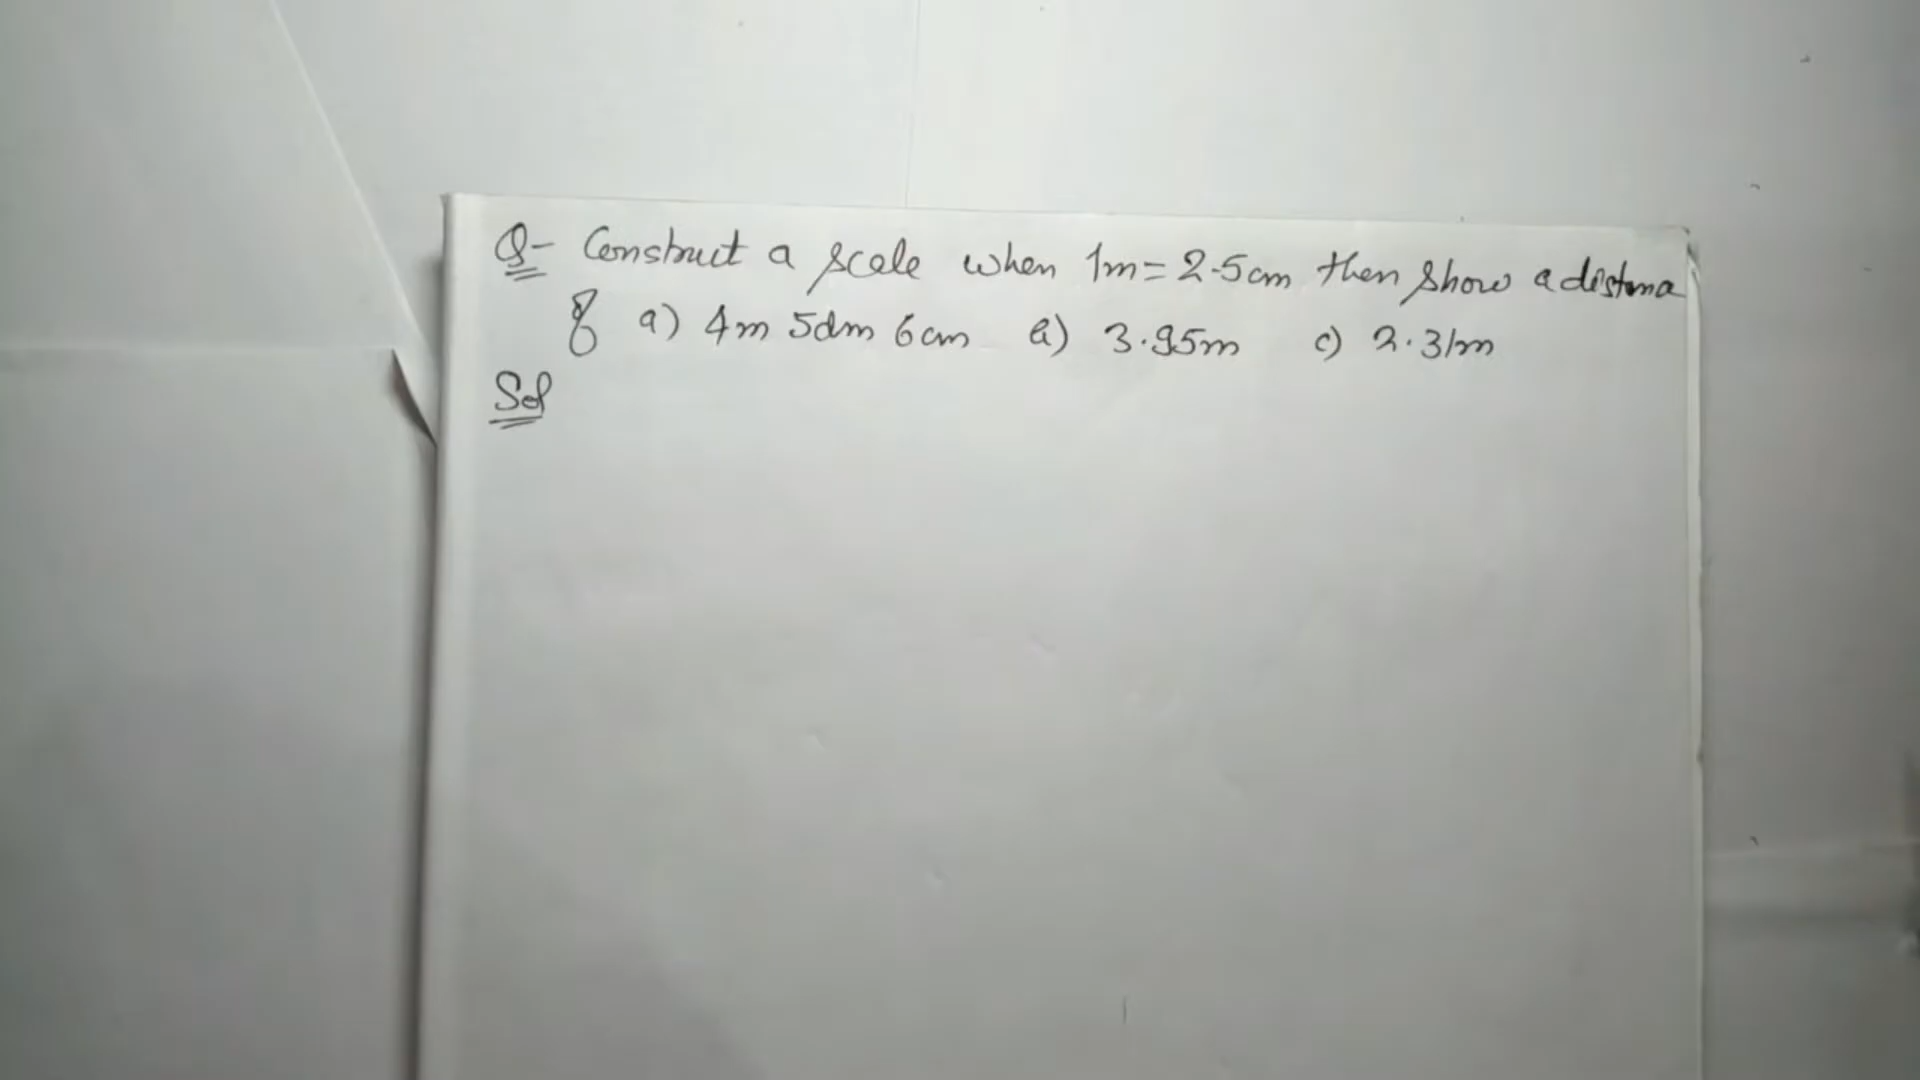 Q- Construct a scale when 1m = 2.5cm then show a distance
of a) 4m 5dm 6cm b) 3.95m c) 2.31m
Sol